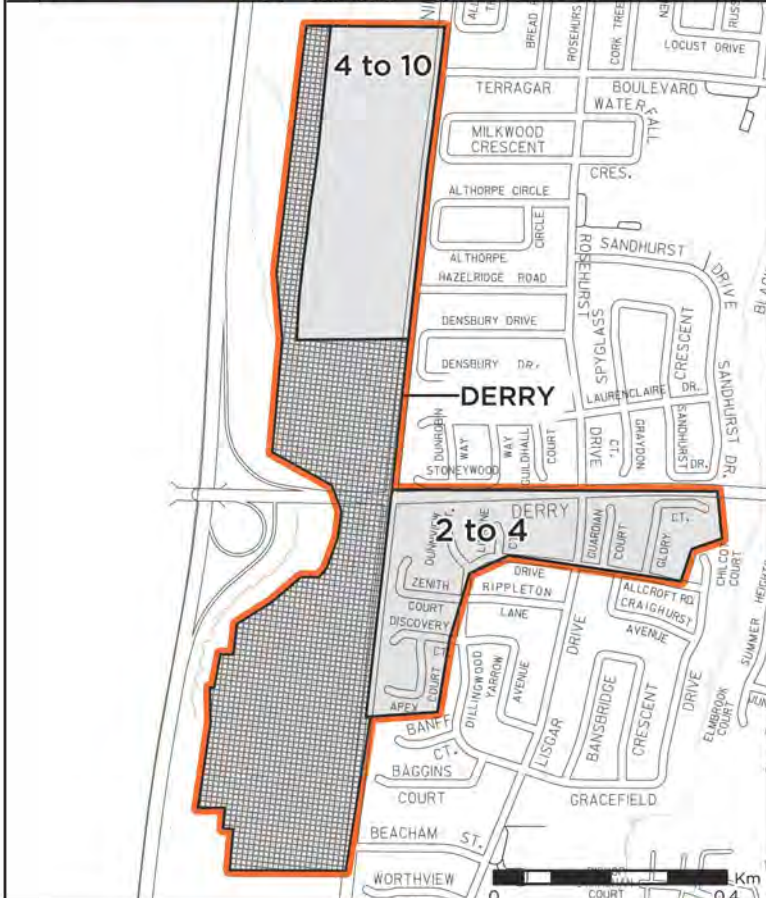 4 to 10
BREAD
ROSEHURS
CORK TREE
LOCUST DRIVE
TERRAGAR
BOULEVARD
WATERFALL
MILKWOOD
CRESCENT
CRES.
ALTHORPE CIRCLE
CIRCLE
ALTHORPE
HAZELRIDGE ROAD
ROSEHURST
SANDHURST
DRIVE
DENSBURY DRIVE
SPYGLASS
CRESCENT
DENSBURY DR.
SANDHURST DR.
LAURENCLAIRE DR.
DERRY
DUNROBIN
WAY
WAY
GUILDHALL
COURT
DRIVE
CT.
GRAYDON
SANDHURST
DR.
STONEYWOOD
DERRY
2 to 4
GUARDIAN
COURT
GLORY
CT.
CHILCO
COURT
ZENITH
COURT
DISCOVERY
CT.
DRIVE
RIPPLETON
LANE
ALLCROFT RD.
CRAIGHURST
AVENUE
SUMMER HEIGHT
COURT
APEX
DILLINGWOOD
YARROW
AVENUE
DRIVE
LISGAR
BANSBRIDGE
CRESCENT
DRIVE
ELMBROOK
COURT
BANFF
CT.
BAGGINS
COURT
GRACEFIELD
BEACHAM ST.
WORTHVIEW
COURT
Km
0
0.4